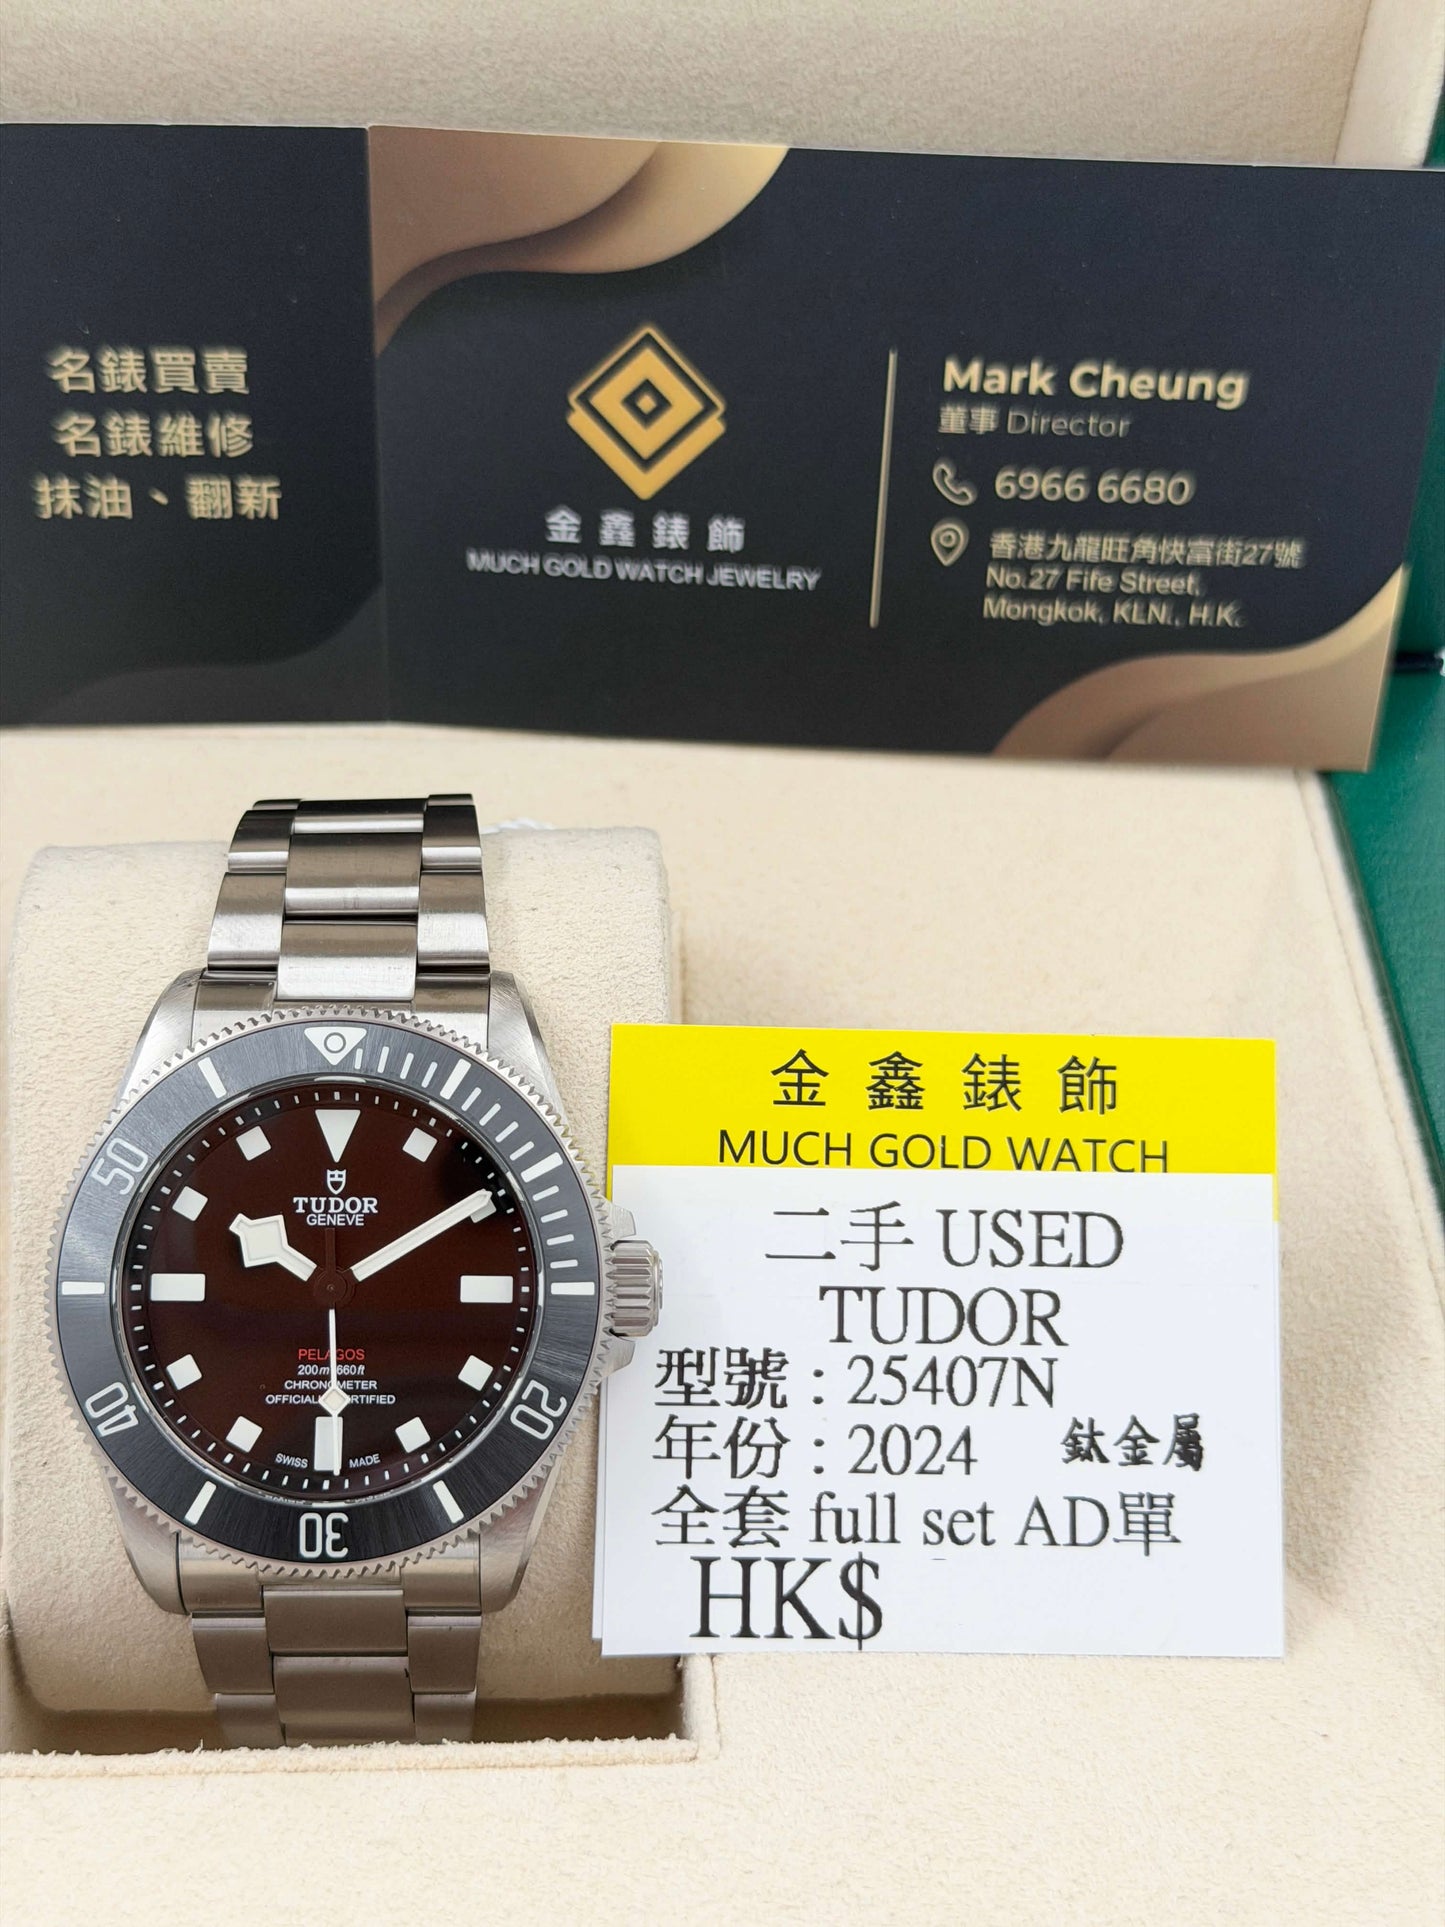 名錶買賣
名錶維修
抹油、翻新
金鑫錶飾
MUCH GOLD WATCH JEWELRY
Mark Cheung
董事 Director
6966 6680
香港九龍旺角快富街27號
No.27 Fife Street,
Mongkok, KLN., H.K.
50
40
30
20
TUDOR
GENEVE
PELAGOS
200m 660ft
CHRONOMETER
OFFICIALLY CERTIFIED
SWISS MADE
金鑫錶飾
MUCH GOLD WATCH
二手 USED
TUDOR
型號：25407N
年份：2024 鈦金屬
全套 full set AD單
HK$